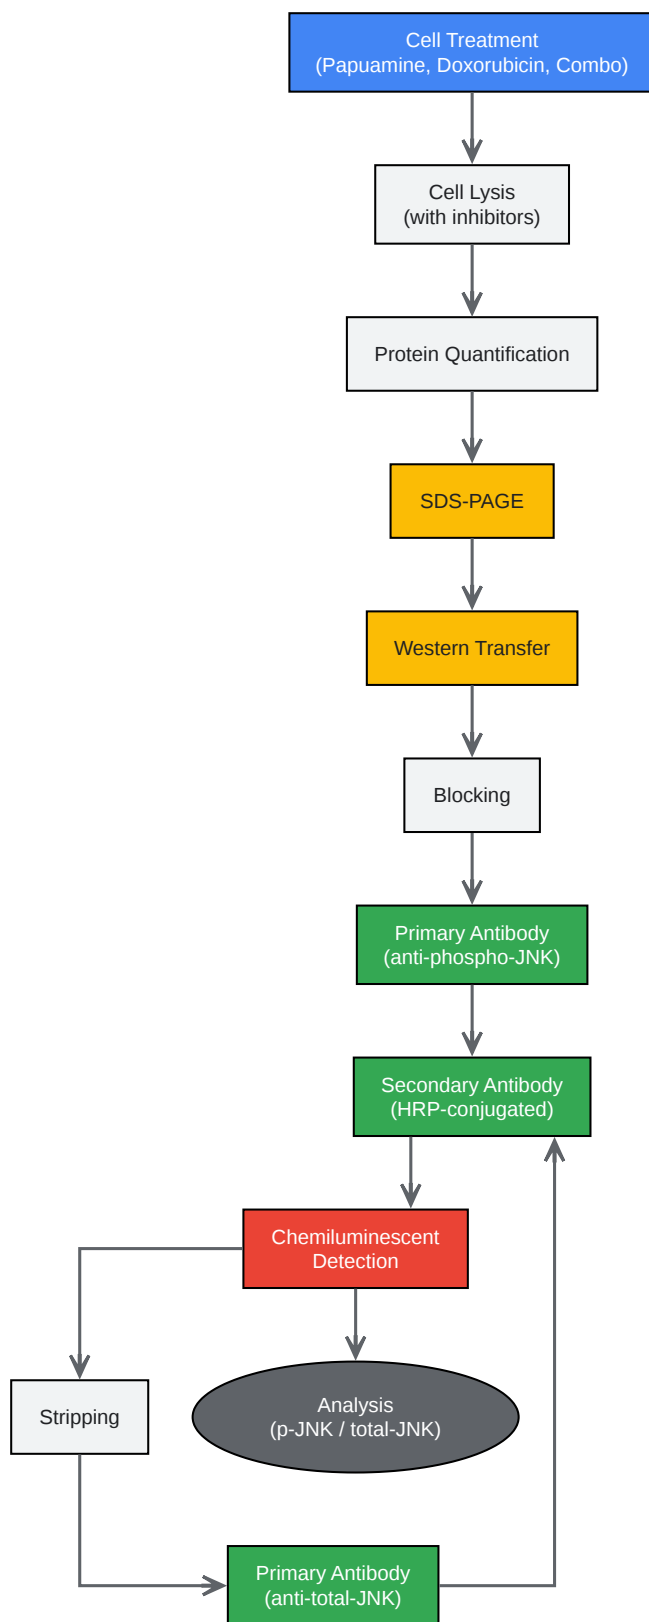 Cell Treatment
(Papuamine, Doxorubicin, Combo)
Cell Lysis
(with inhibitors)
Protein Quantification
SDS-PAGE
Western Transfer
Blocking
Primary Antibody
(anti-phospho-JNK)
Secondary Antibody
(HRP-conjugated)
Chemiluminescent
Detection
Stripping
Analysis
(p-JNK / total-JNK)
Primary Antibody
(anti-total-JNK)